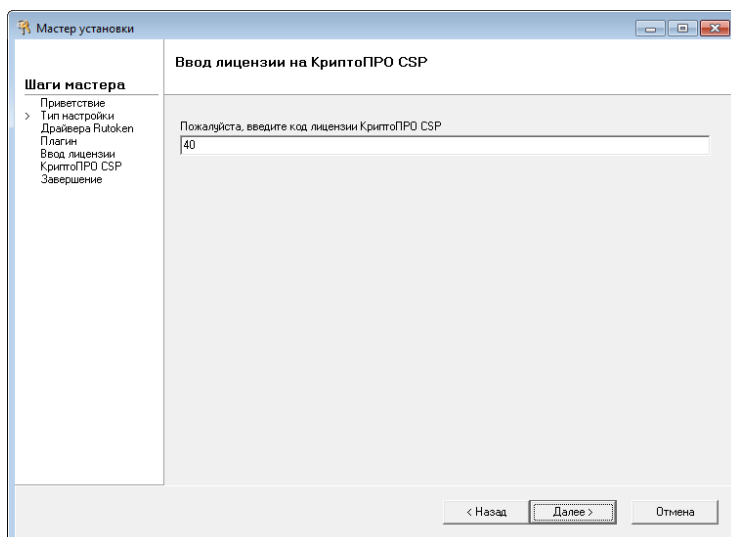 Мастер установки
Шаги мастера
Приветствие
> Тип настройки
Драйвера Rutoken
Плагин
Ввод лицензии
КриптоПРО CSP
Завершение
Ввод лицензии на КриптоПРО CSP
Пожалуйста, введите код лицензии КриптоПРО CSP
40
< Назад
Далее >
Отмена